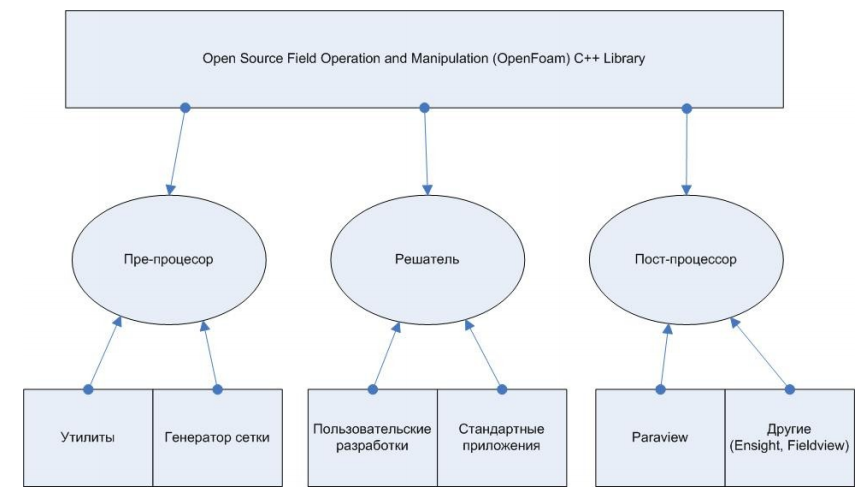 Open Source Field Operation and Manipulation (OpenFoam) C++ Library
Пре-процесор
Решатель
Пост-процессор
Утилиты
Генератор сетки
Пользовательские
разработки
Стандартные
приложения
Paraview
Другие
(Ensight, Fieldview)